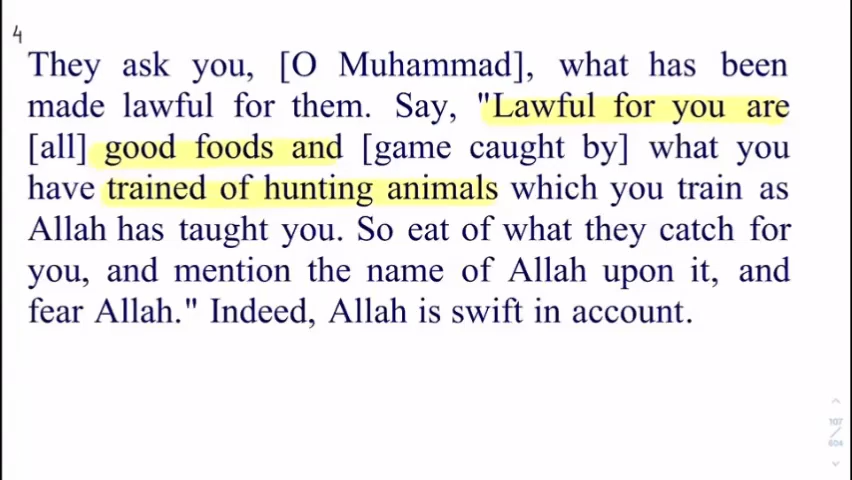 4
They ask you, [O Muhammad], what has been
made lawful for them. Say, "Lawful for you are
[all] good foods and [game caught by] what you
have trained of hunting animals which you train as
Allah has taught you. So eat of what they catch for
you, and mention the name of Allah upon it, and
fear Allah." Indeed, Allah is swift in account.
107
/
604